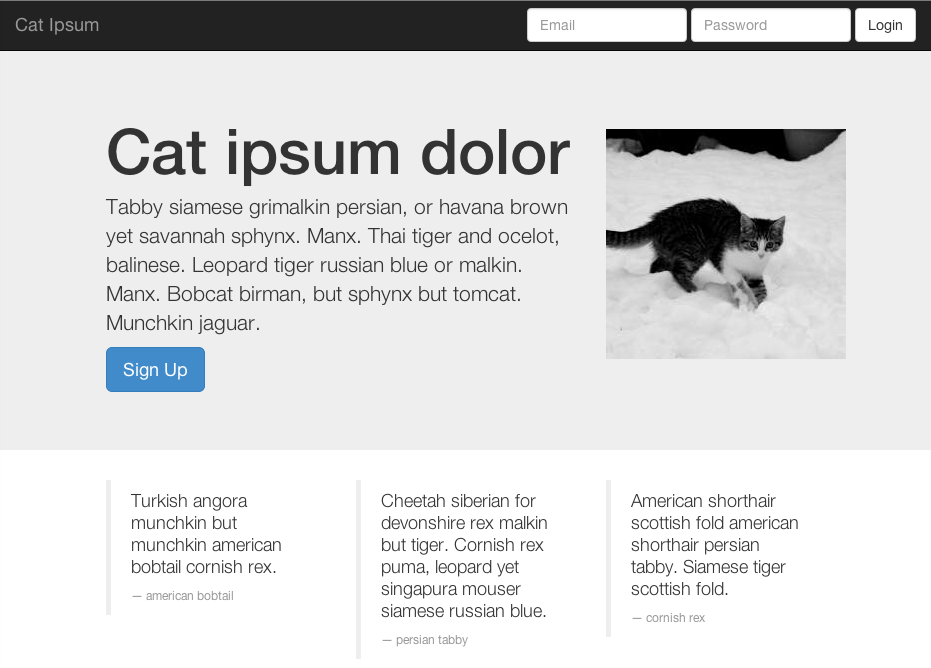 Cat Ipsum
Email
Password
Login
Cat ipsum dolor
Tabby siamese grimalkin persian, or havana brown
yet savannah sphynx. Manx. Thai tiger and ocelot,
balinese. Leopard tiger russian blue or malkin.
Manx. Bobcat birman, but sphynx but tomcat.
Munchkin jaguar.
Sign Up
Turkish angora
munchkin but
munchkin american
bobtail cornish rex.
— american bobtail
Cheetah siberian for
devonshire rex malkin
but tiger. Cornish rex
puma, leopard yet
singapura mouser
siamese russian blue.
— persian tabby
American shorthair
scottish fold american
shorthair persian
tabby. Siamese tiger
scottish fold.
— cornish rex